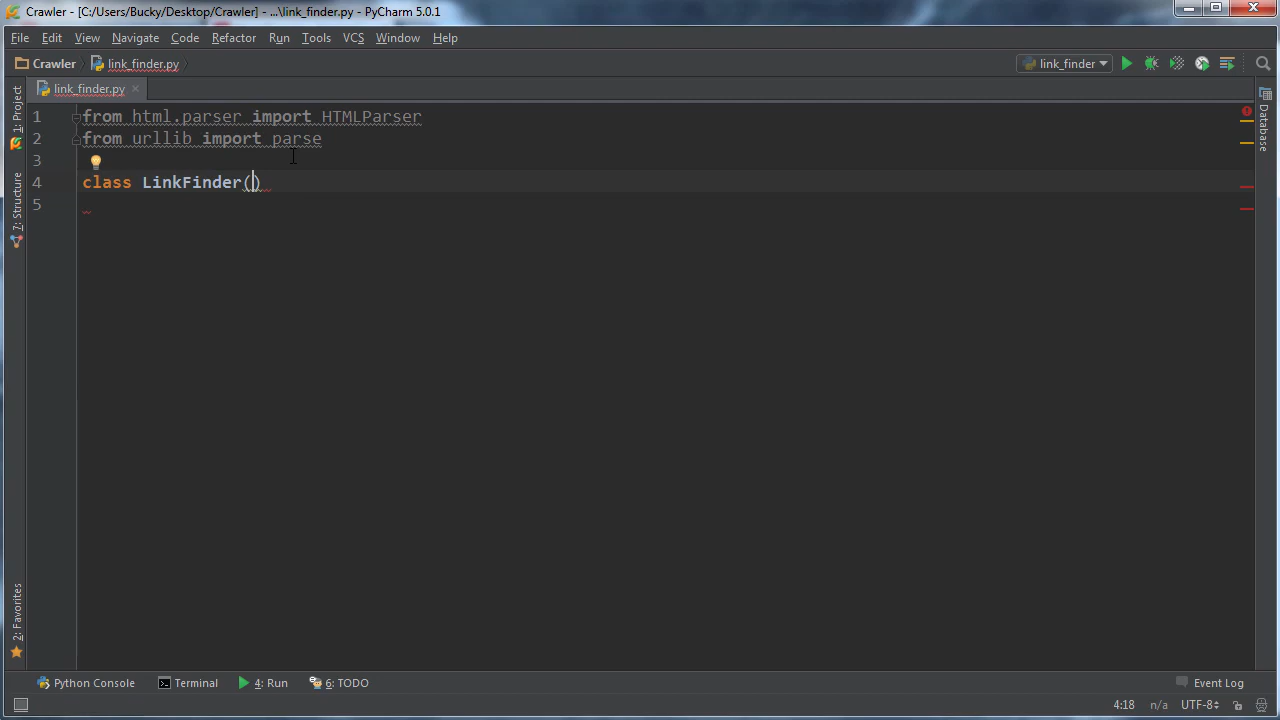 Crawler - [C:/Users/Bucky/Desktop/Crawler] - ...\link_finder.py - PyCharm 5.0.1
File Edit View Navigate Code Refactor Run Tools VCS Window Help
Crawler link_finder.py link_finder
link_finder.py
1: Project
7: Structure
2: Favorites
Database
1 from html.parser import HTMLParser
2 from urllib import parse
3
4 class LinkFinder()
5
Python Console Terminal 4: Run 6: TODO Event Log
4:18 n/a UTF-8